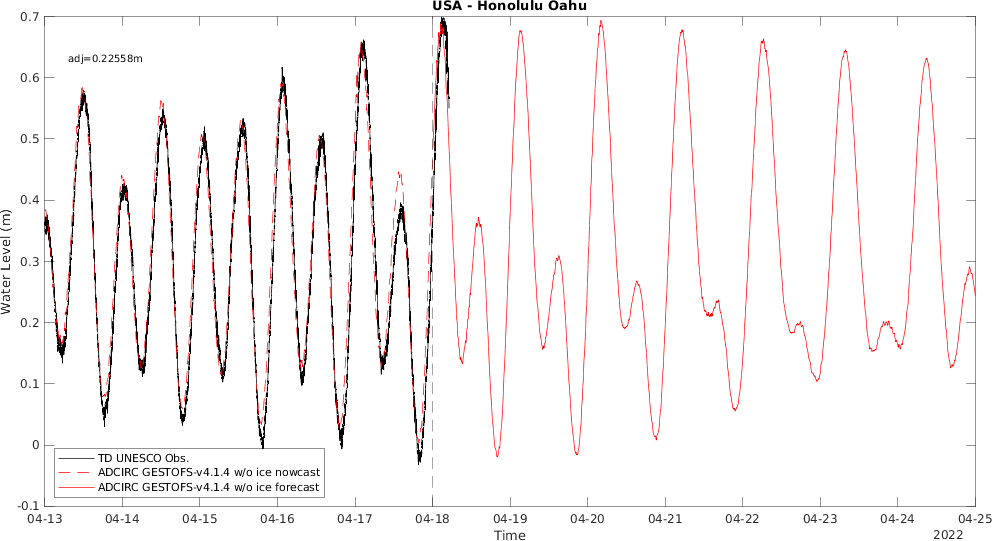 USA - Honolulu Oahu
adj=0.22558m
Water Level (m)
0.7
0.6
0.5
0.4
0.3
0.2
0.1
0
-0.1
TD UNESCO Obs.
ADCIRC GESTOFS-v4.1.4 w/o ice nowcast
ADCIRC GESTOFS-v4.1.4 w/o ice forecast
04-13 04-14 04-15 04-16 04-17 04-18 04-19 04-20 04-21 04-22 04-23 04-24 04-25
Time
2022